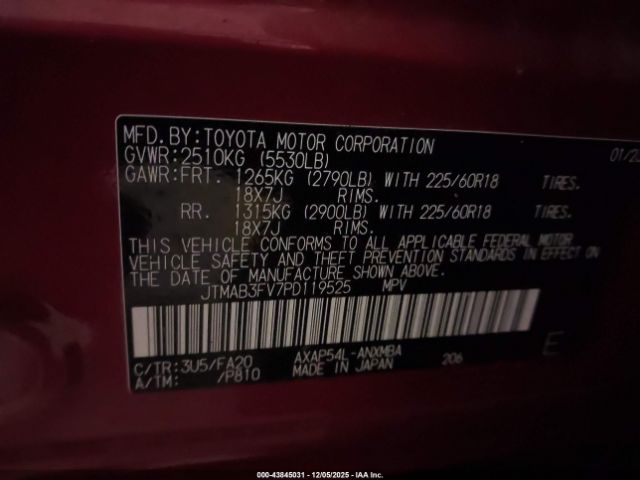 MFD. BY: TOYOTA MOTOR CORPORATION 01/20
GVWR: 2510KG (5530LB)
GAWR: FRT. 1265KG (2790LB) WITH 225/60R18 TIRES.
18X7J RIMS.
RR. 1315KG (2900LB) WITH 225/60R18 TIRES.
18X7J RIMS.
THIS VEHICLE CONFORMS TO ALL APPLICABLE FEDERAL MOTOR
VEHICLE SAFETY AND THEFT PREVENTION STANDARDS IN EFFECT ON
THE DATE OF MANUFACTURE SHOWN ABOVE.
JTMAB3FV7PD119525 MPV
C/TR: 3U5/FA20 AXAP54L-ANXMBA 206 E
A/TM: /P810 MADE IN JAPAN
000-43845031 - 12/05/2025 - IAA Inc.